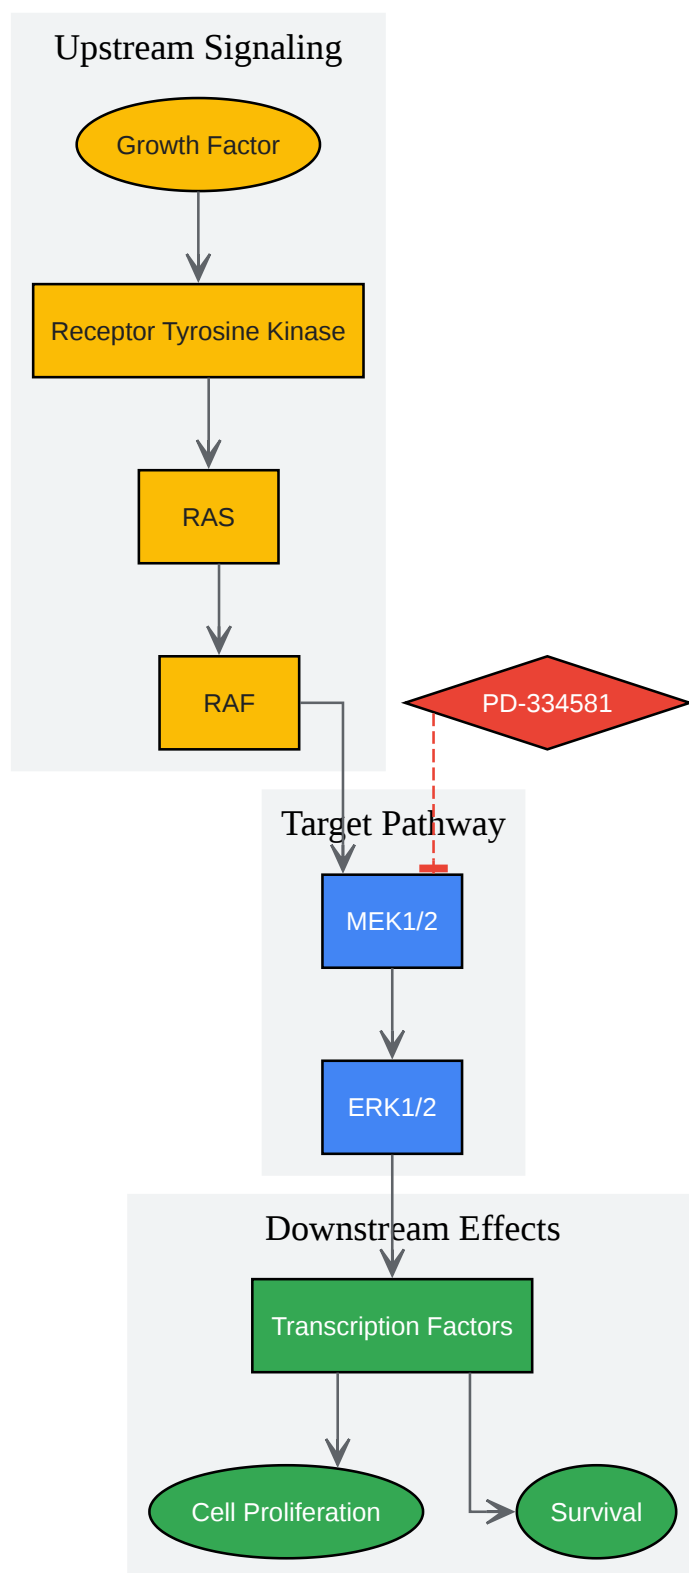 Upstream Signaling
Growth Factor
Receptor Tyrosine Kinase
RAS
RAF
PD-334581
Target Pathway
MEK1/2
ERK1/2
Downstream Effects
Transcription Factors
Cell Proliferation
Survival